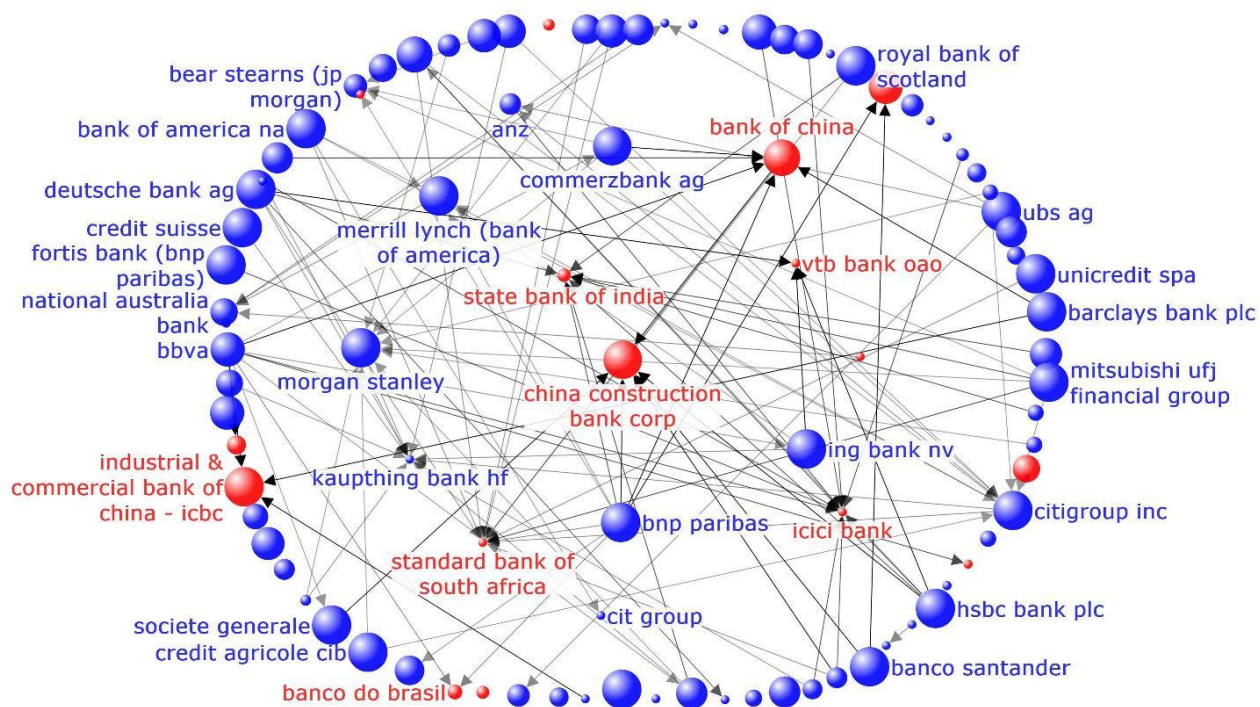 royal bank of
scotland
bear stearns (jp
morgan)
anz
bank of america na
bank of china
commerzbank ag
deutsche bank ag
ubs ag
credit suisse
merrill lynch (bank
of america)
fortis bank (bnp
paribas)
vtb bank oao
unicredit spa
state bank of india
national australia
bank
barclays bank plc
bbva
morgan stanley
china construction
bank corp
mitsubishi ufj
financial group
ing bank nv
industrial &
commercial bank of
china - icbc
kaupthing bank hf
bnp paribas
icici bank
citigroup inc
standard bank of
south africa
cit group
hsbc bank plc
societe generale
credit agricole cib
banco santander
banco do brasil